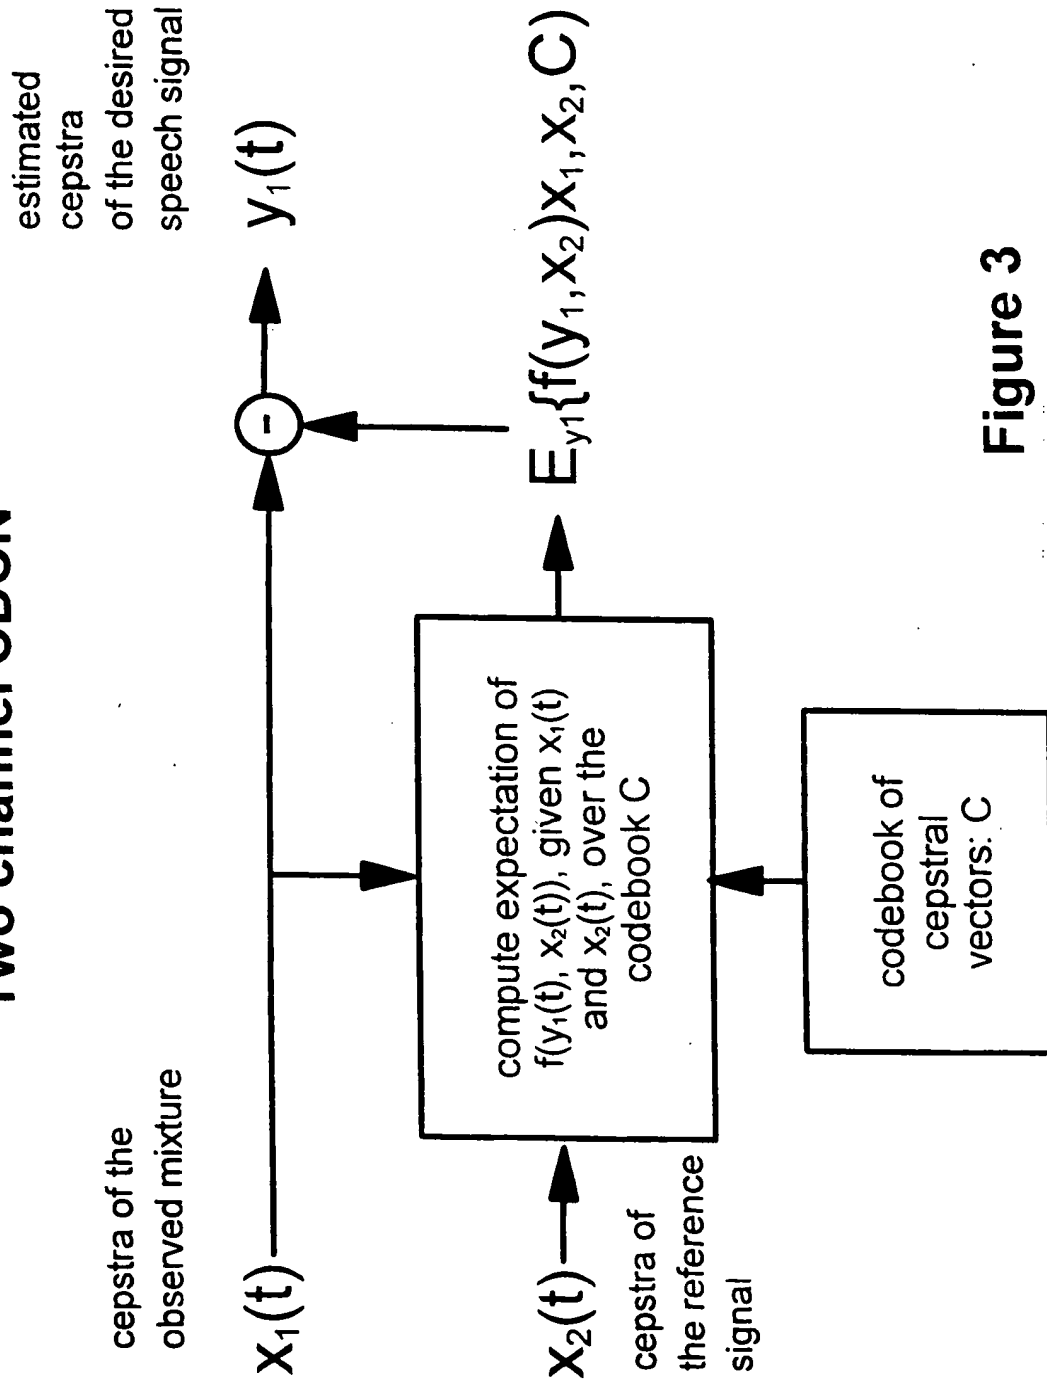 Two channel CDCN
cepstra of the
observed mixture
x₁(t)
estimated
cepstra
of the desired
speech signal
y₁(t)
-
x₂(t)
cepstra of
the reference
signal
compute expectation of
f(y₁(t), x₂(t)), given x₁(t)
and x₂(t), over the
codebook C
E_y1{f(y₁,x₂)x₁,x₂,C)
codebook of
cepstral
vectors: C
Figure 3